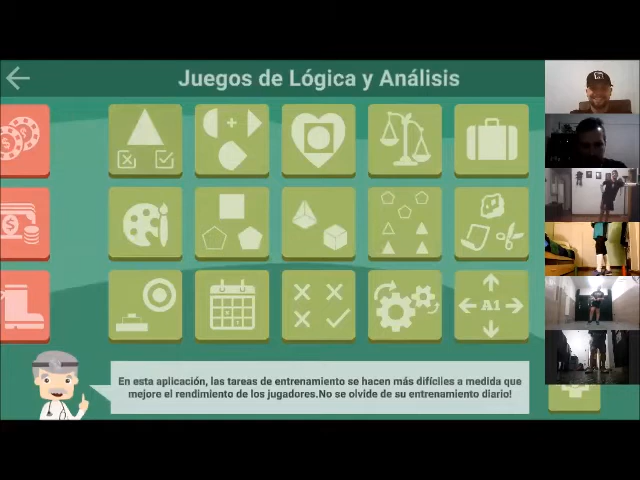 Juegos de Lógica y Análisis
A1
En esta aplicación, las tareas de entrenamiento se hacen más difíciles a medida que
mejore el rendimiento de los jugadores.No se olvide de su entrenamiento diario!